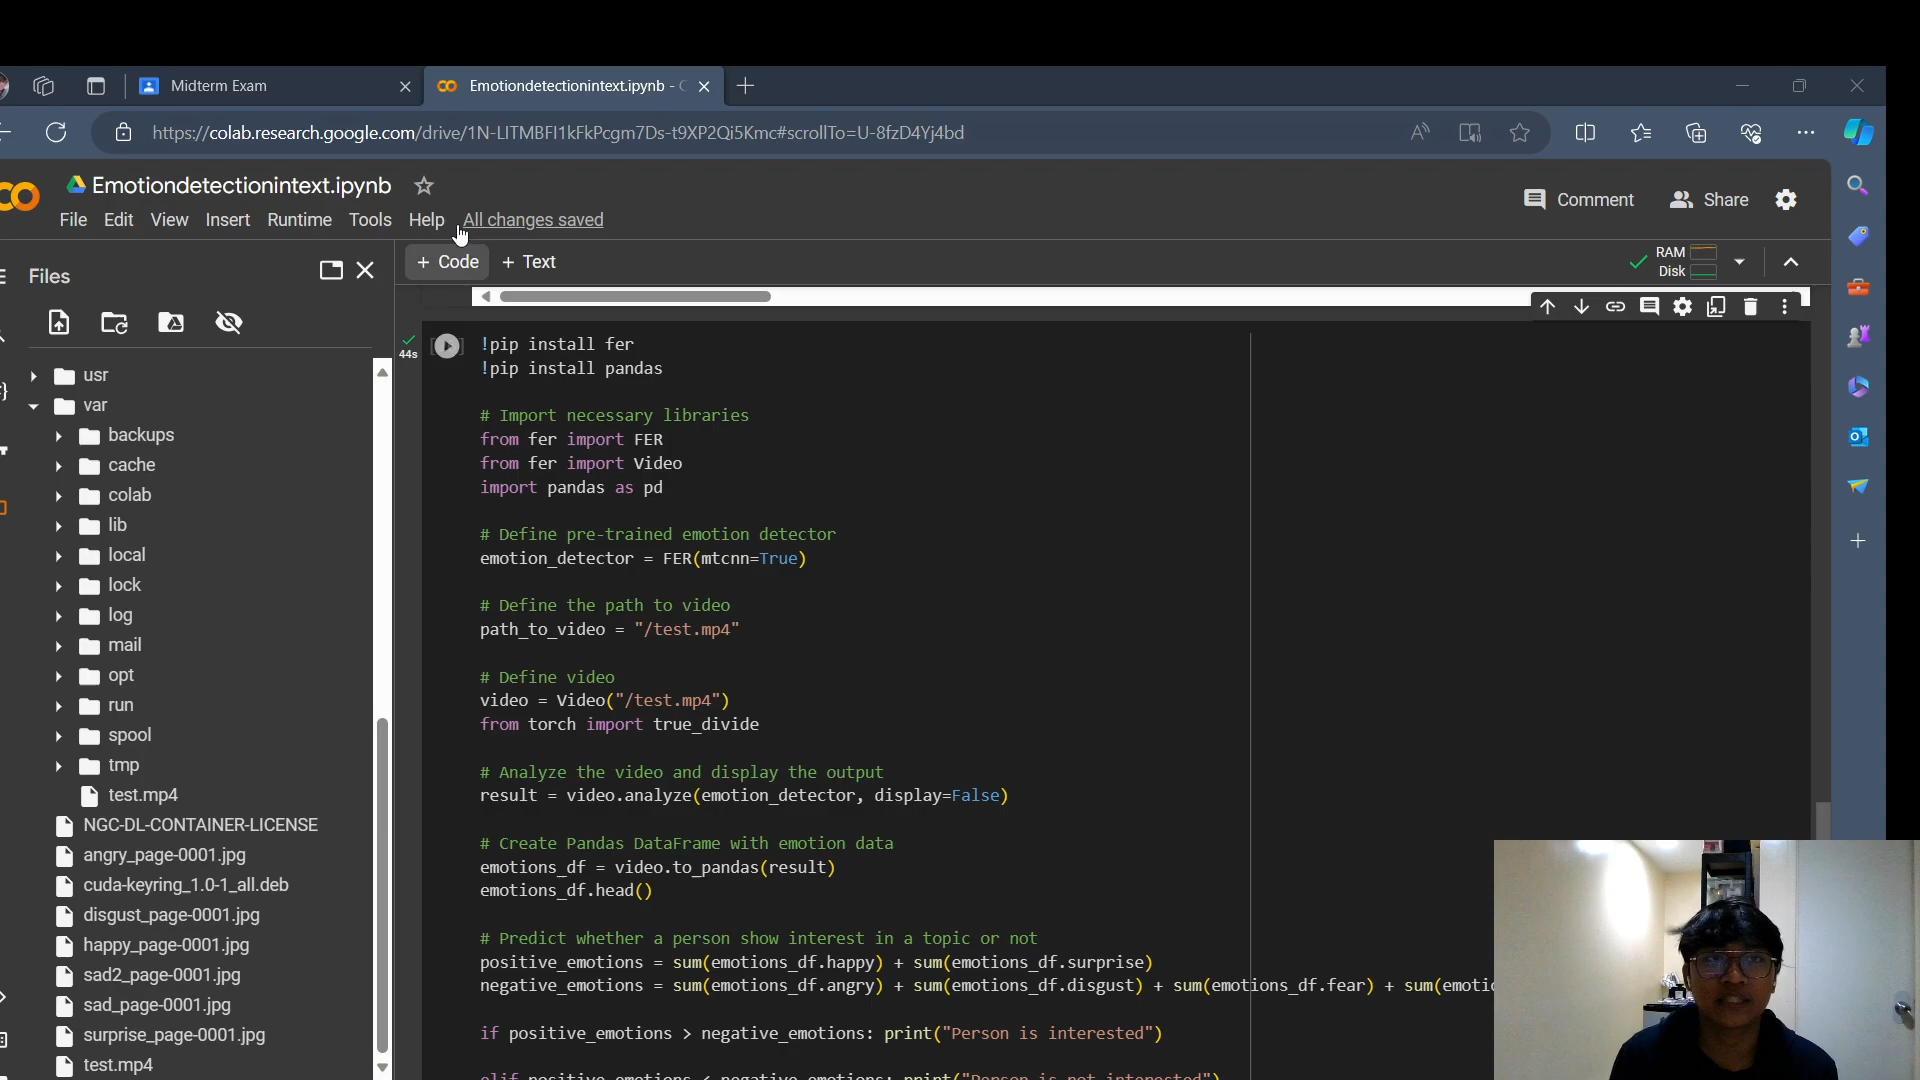 Midterm Exam
Emotiondetectionintext.ipynb - C
https://colab.research.google.com/drive/1N-LITMBFI1kFkPcgm7Ds-t9XP2Qi5Kmc#scrollTo=U-8fzD4Yj4bd
Emotiondetectionintext.ipynb
File Edit View Insert Runtime Tools Help All changes saved
Comment Share
+ Code + Text
RAM
Disk
Files
usr
var
backups
cache
colab
lib
local
lock
log
mail
opt
run
spool
tmp
test.mp4
NGC-DL-CONTAINER-LICENSE
angry_page-0001.jpg
cuda-keyring_1.0-1_all.deb
disgust_page-0001.jpg
happy_page-0001.jpg
sad2_page-0001.jpg
sad_page-0001.jpg
surprise_page-0001.jpg
test.mp4
44s
!pip install fer
!pip install pandas
# Import necessary libraries
from fer import FER
from fer import Video
import pandas as pd
# Define pre-trained emotion detector
emotion_detector = FER(mtcnn=True)
# Define the path to video
path_to_video = "/test.mp4"
# Define video
video = Video("/test.mp4")
from torch import true_divide
# Analyze the video and display the output
result = video.analyze(emotion_detector, display=False)
# Create Pandas DataFrame with emotion data
emotions_df = video.to_pandas(result)
emotions_df.head()
# Predict whether a person show interest in a topic or not
positive_emotions = sum(emotions_df.happy) + sum(emotions_df.surprise)
negative_emotions = sum(emotions_df.angry) + sum(emotions_df.disgust) + sum(emotions_df.fear) + sum(emotio
if positive_emotions > negative_emotions: print("Person is interested")
elif positive_emotions < negative_emotions: print("Person is not interested")